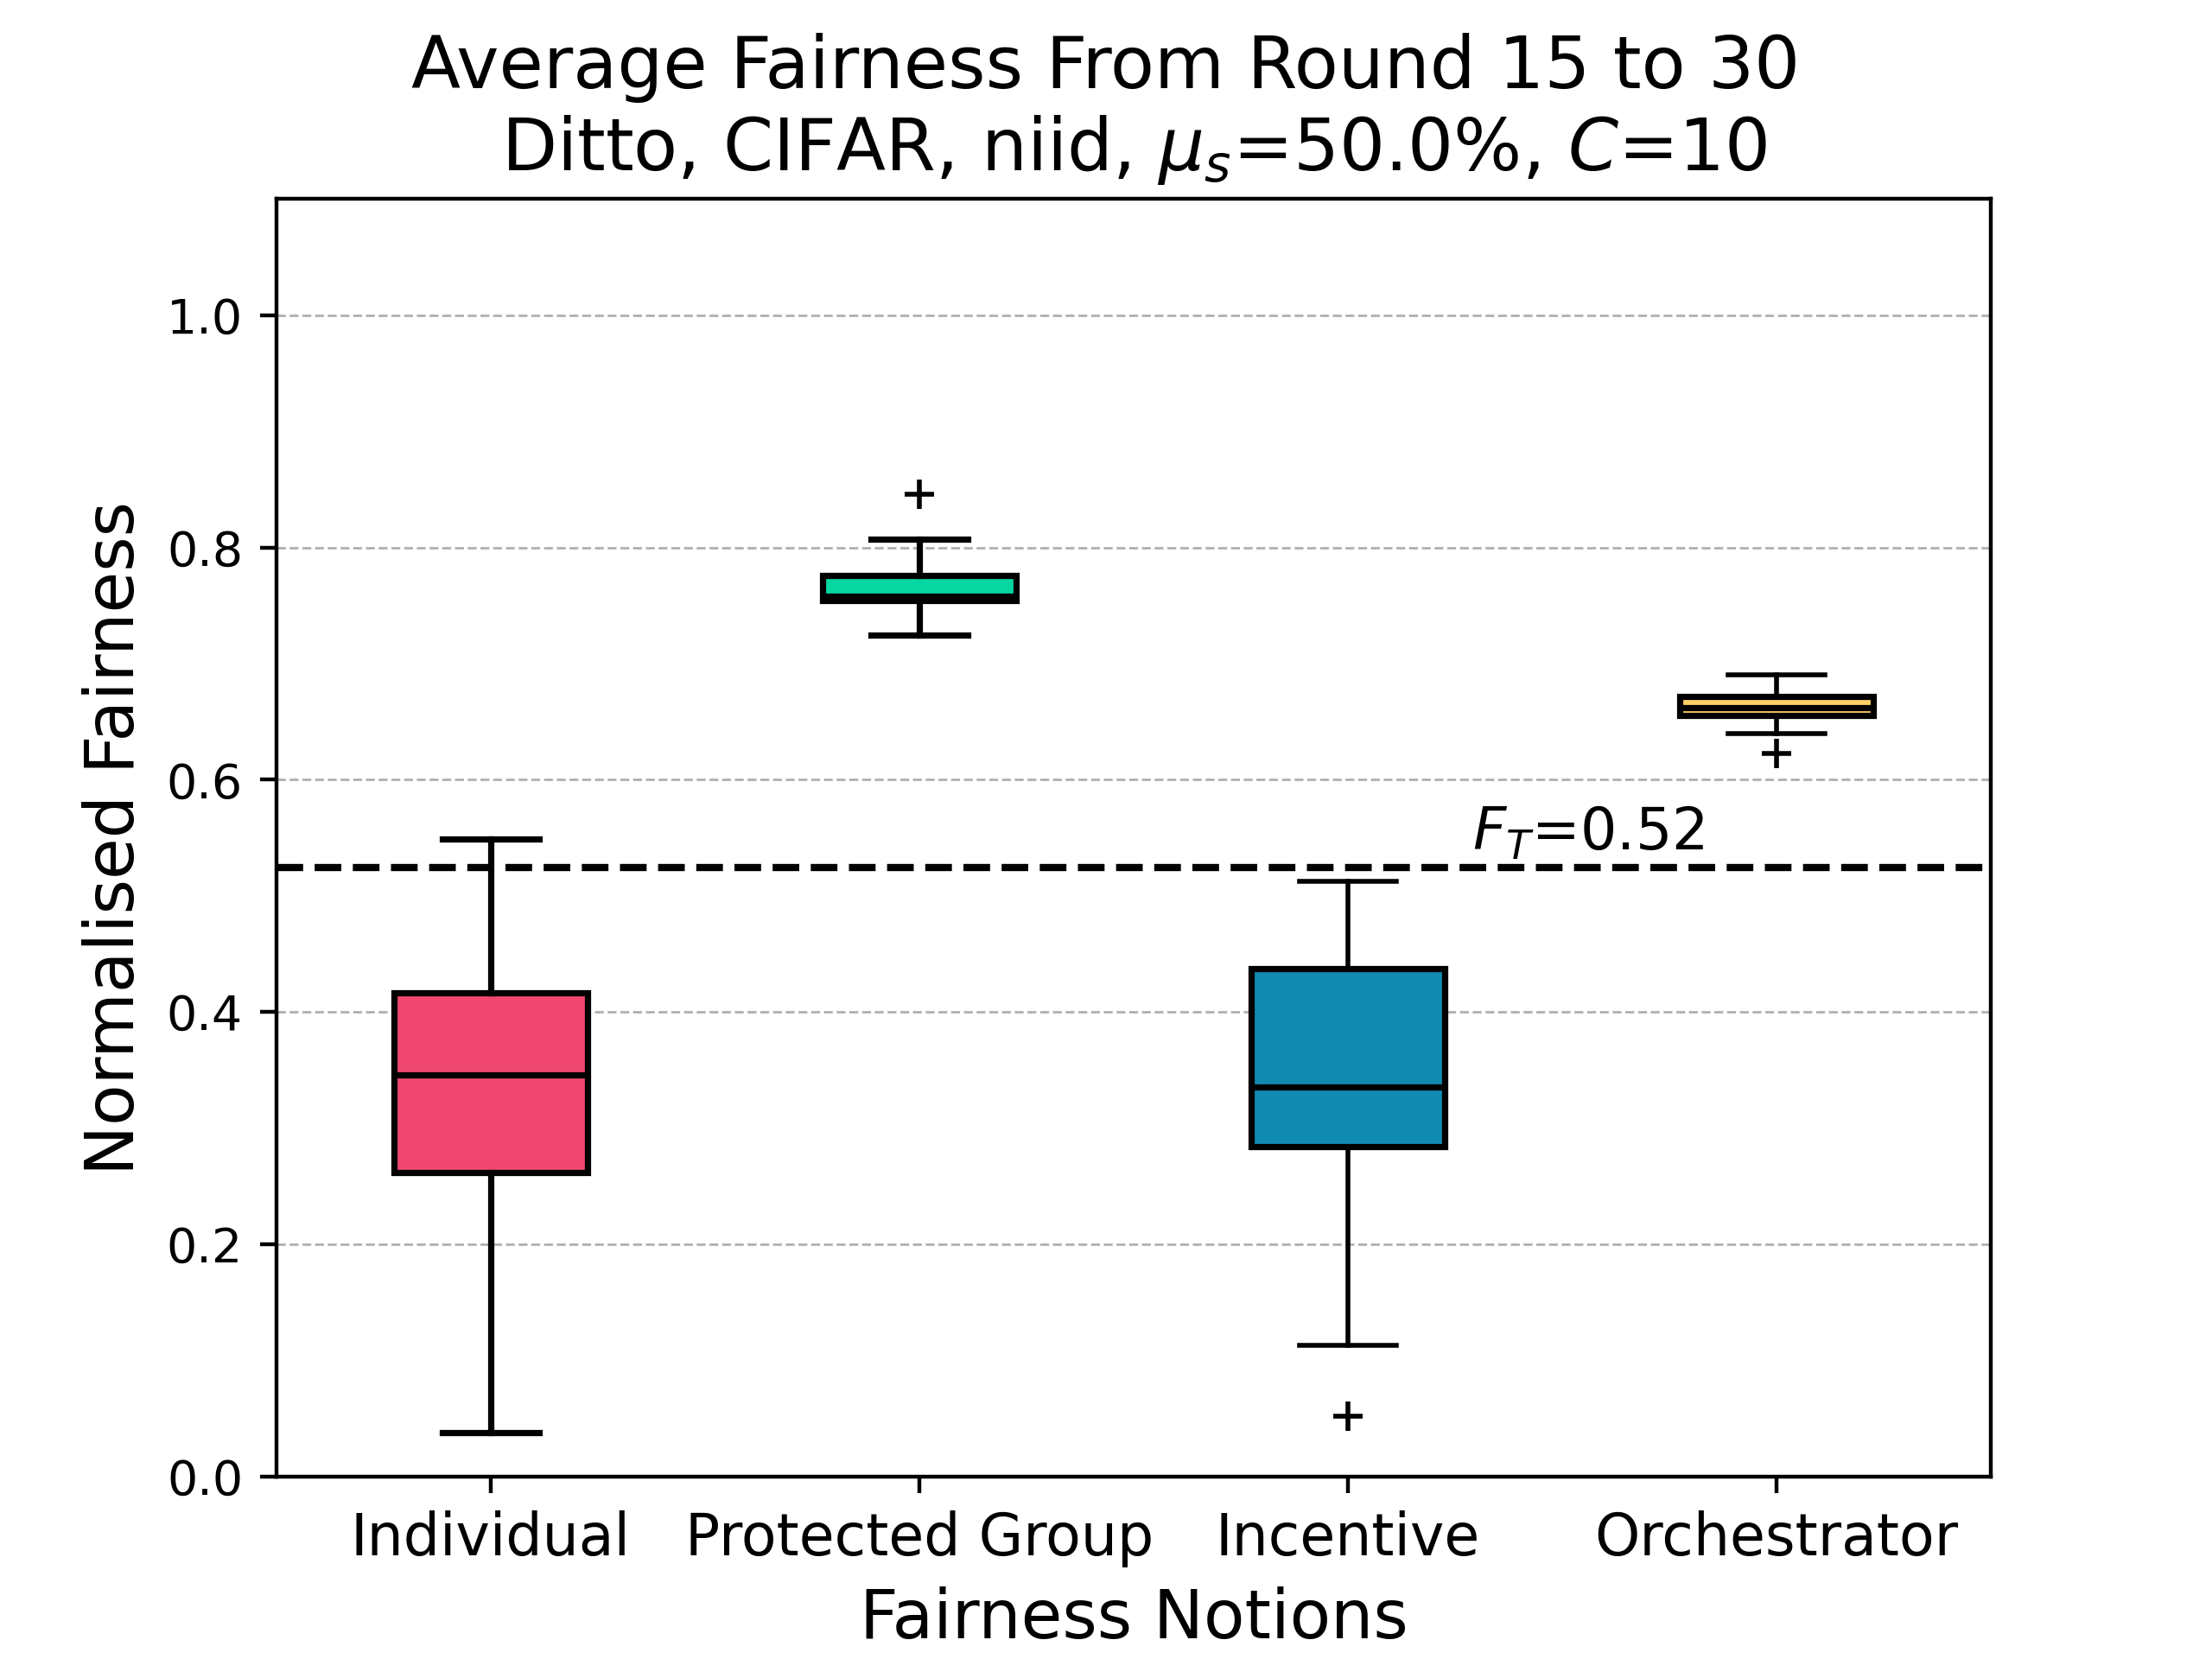 Average Fairness From Round 15 to 30
Ditto, CIFAR, niid, μₛ=50.0%, C=10
Normalised Fairness
1.0
0.8
0.6
0.4
0.2
0.0
F_T=0.52
Individual
Protected Group
Incentive
Orchestrator
Fairness Notions